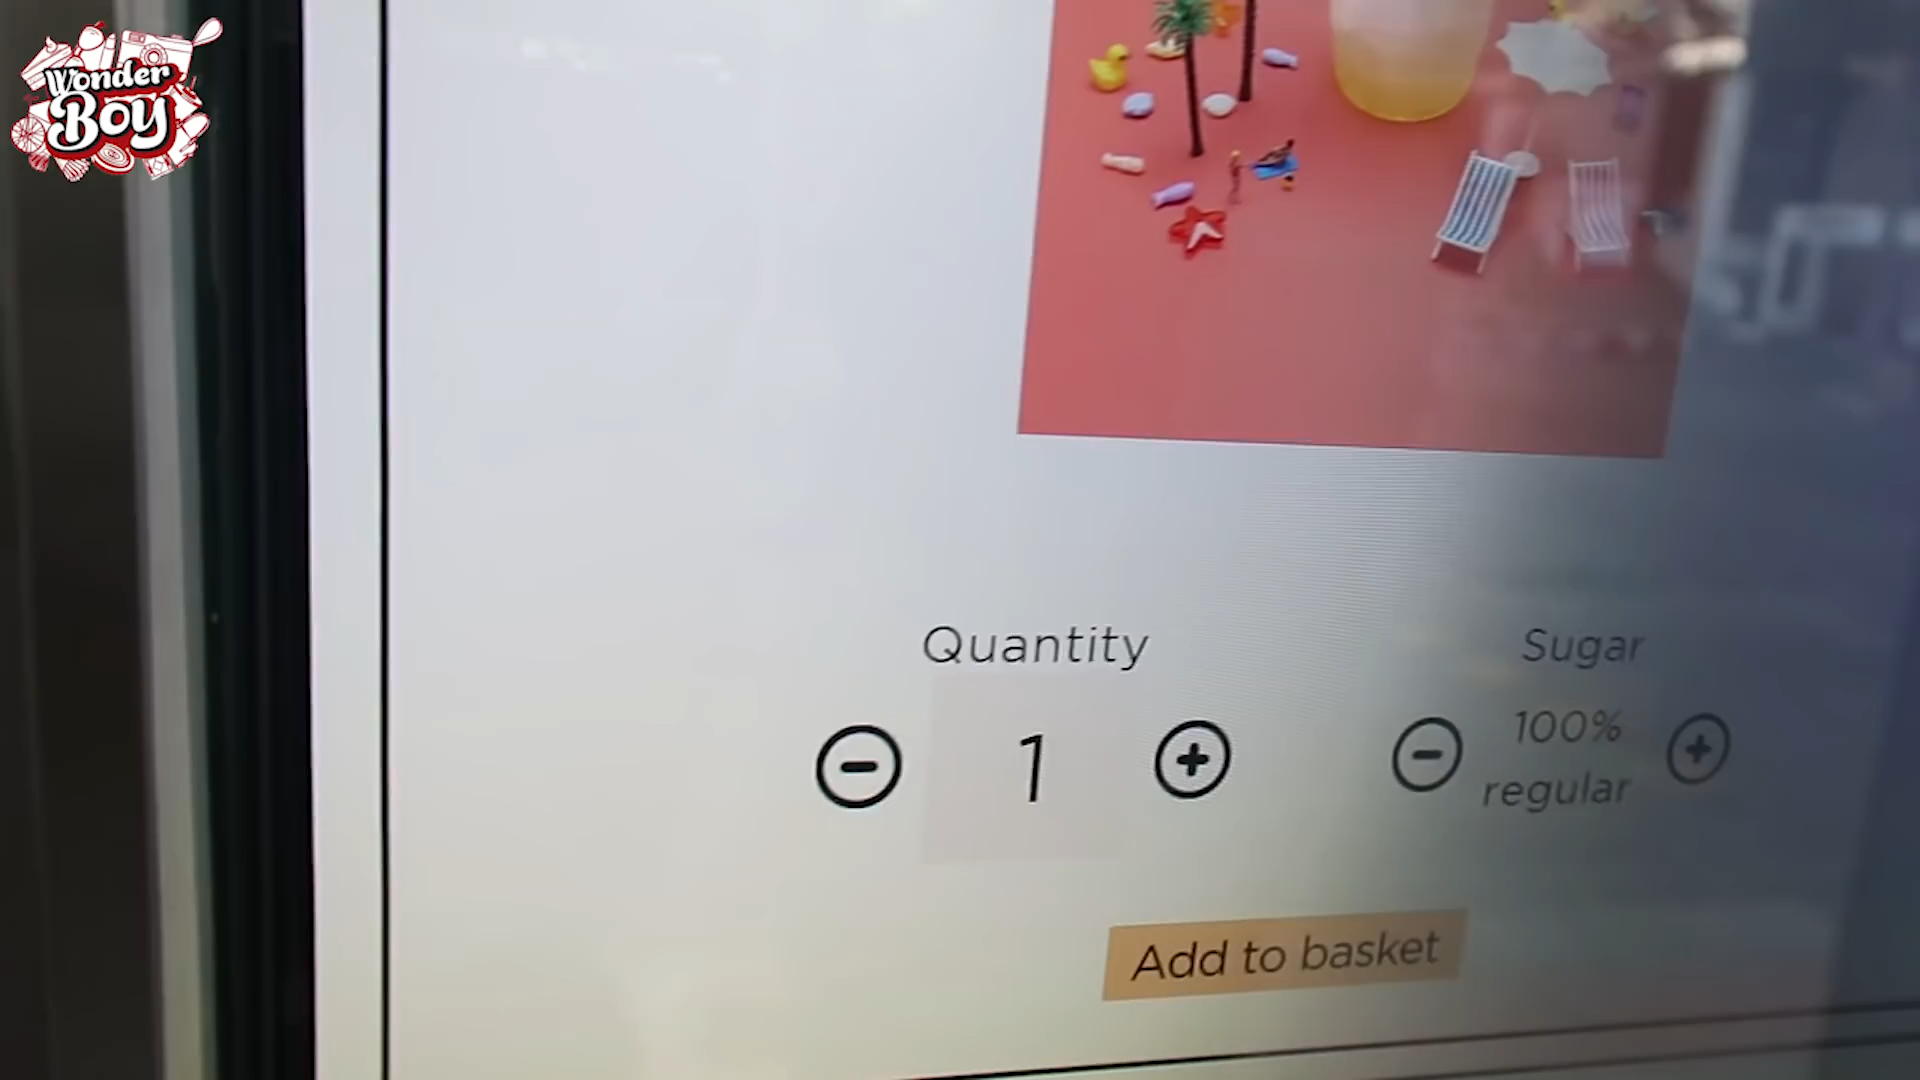 Wonder
Boy
Quantity
Sugar
1
100%
regular
Add to basket